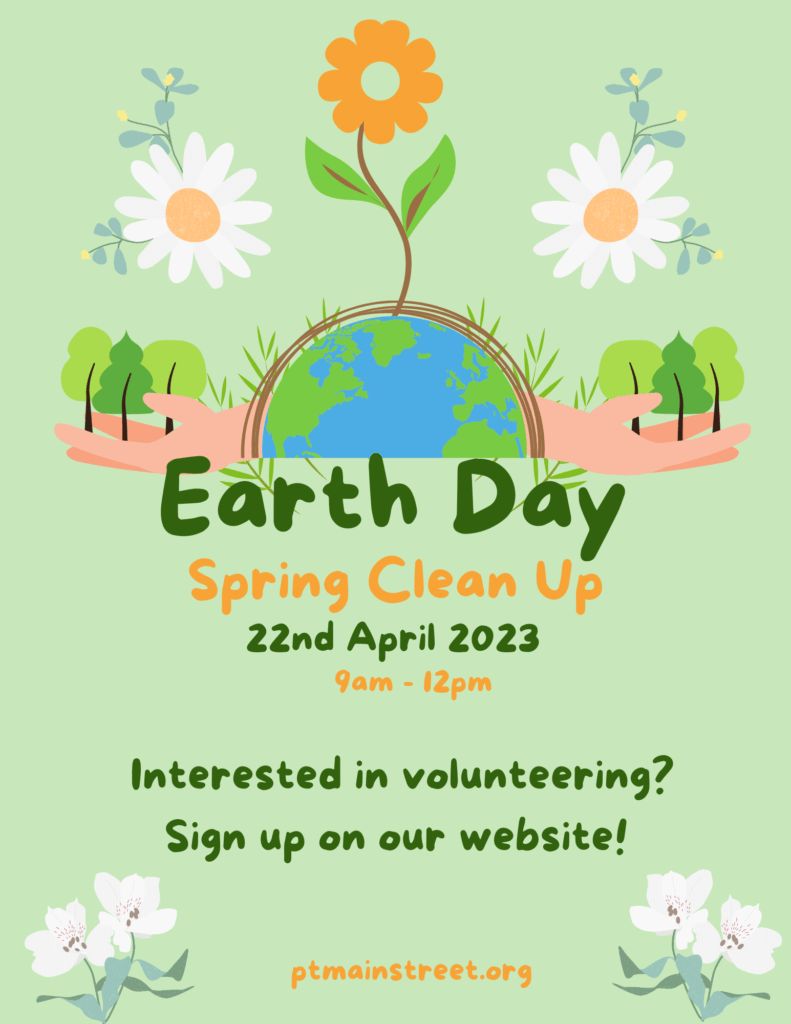 Earth Day
Spring Clean Up
22nd April 2023
9am - 12pm
Interested in volunteering?
Sign up on our website!
ptmainstreet.org